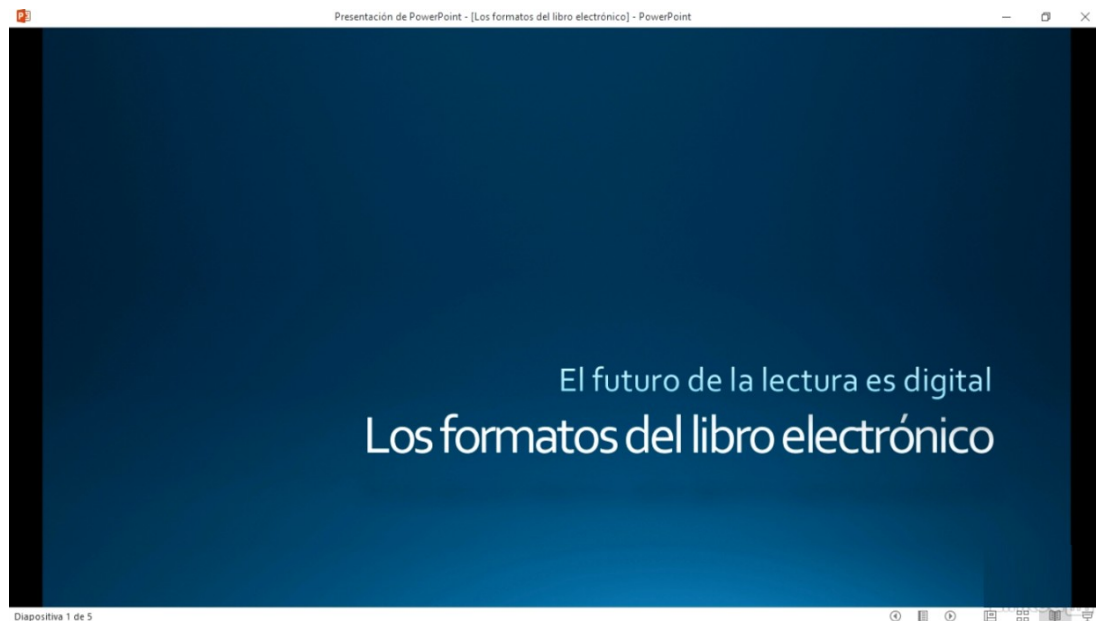 Presentación de PowerPoint - [Los formatos del libro electrónico] - PowerPoint
El futuro de la lectura es digital
Los formatos del libro electrónico
Diapositiva 1 de 5